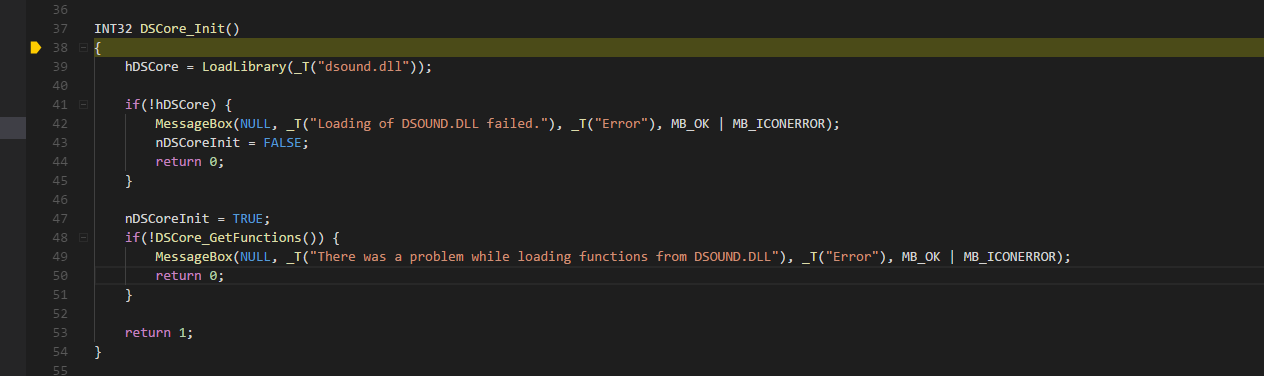 36
37 INT32 DSCore_Init()
38 {
39     hDSCore = LoadLibrary(_T("dsound.dll"));
40
41     if(!hDSCore) {
42         MessageBox(NULL, _T("Loading of DSOUND.DLL failed."), _T("Error"), MB_OK | MB_ICONERROR);
43         nDSCoreInit = FALSE;
44         return 0;
45     }
46
47     nDSCoreInit = TRUE;
48     if(!DSCore_GetFunctions()) {
49         MessageBox(NULL, _T("There was a problem while loading functions from DSOUND.DLL"), _T("Error"), MB_OK | MB_ICONERROR);
50         return 0;
51     }
52
53     return 1;
54 }
55